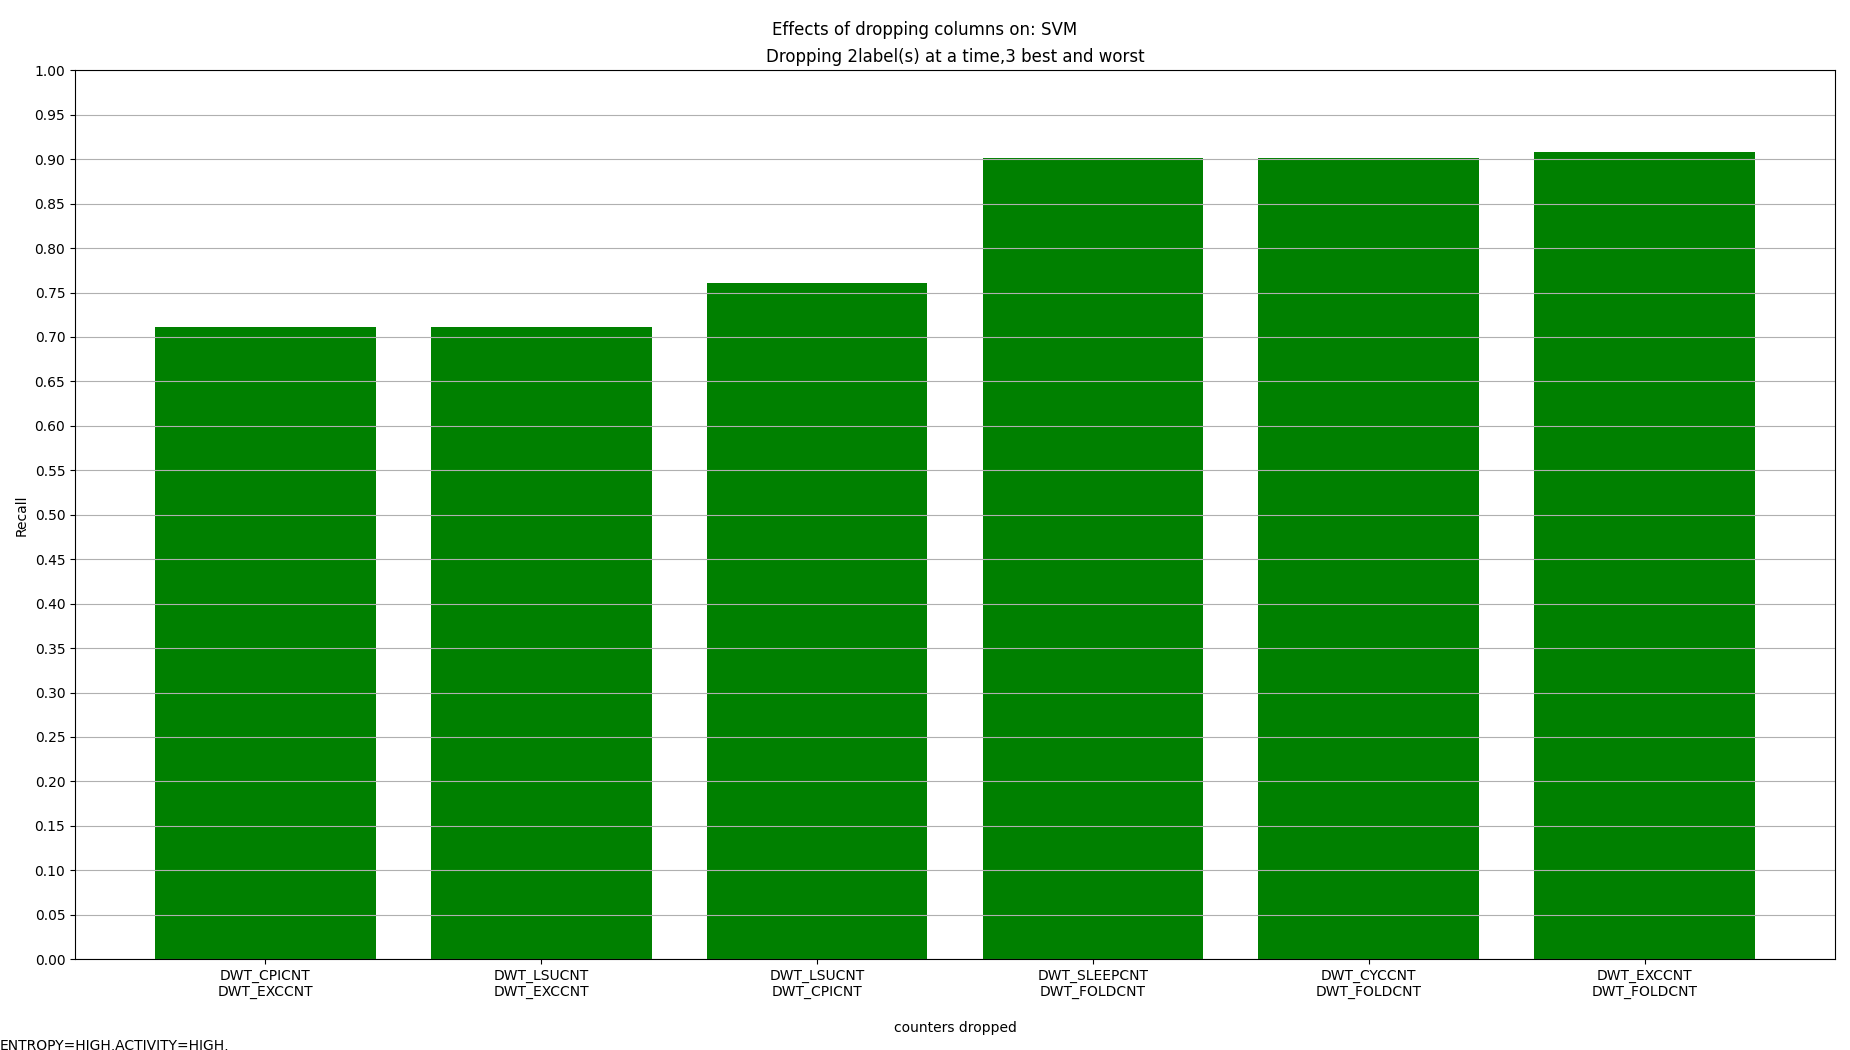 Effects of dropping columns on: SVM
Dropping 2label(s) at a time,3 best and worst
1.00
0.95
0.90
0.85
0.80
0.75
0.70
0.65
0.60
0.55
0.50
0.45
0.40
0.35
0.30
0.25
0.20
0.15
0.10
0.05
0.00
Recall
DWT_CPICNT
DWT_EXCCNT
DWT_LSUCNT
DWT_EXCCNT
DWT_LSUCNT
DWT_CPICNT
DWT_SLEEPCNT
DWT_FOLDCNT
DWT_CYCCNT
DWT_FOLDCNT
DWT_EXCCNT
DWT_FOLDCNT
counters dropped
ENTROPY=HIGH,ACTIVITY=HIGH,